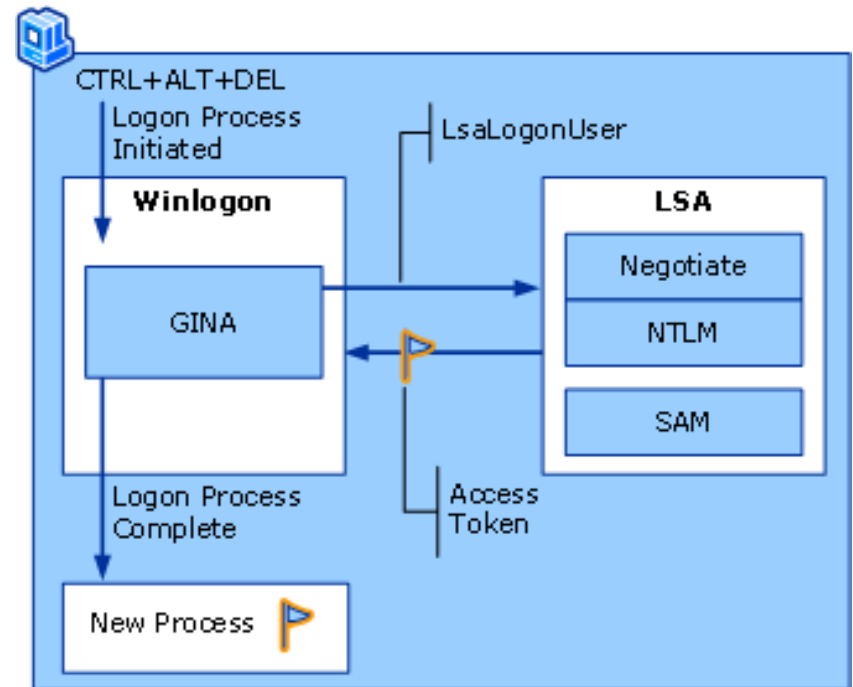 CTRL+ALT+DEL
Logon Process
Initiated
LsaLogonUser
Winlogon
LSA
Negotiate
GINA
NTLM
SAM
Logon Process
Complete
Access
Token
New Process